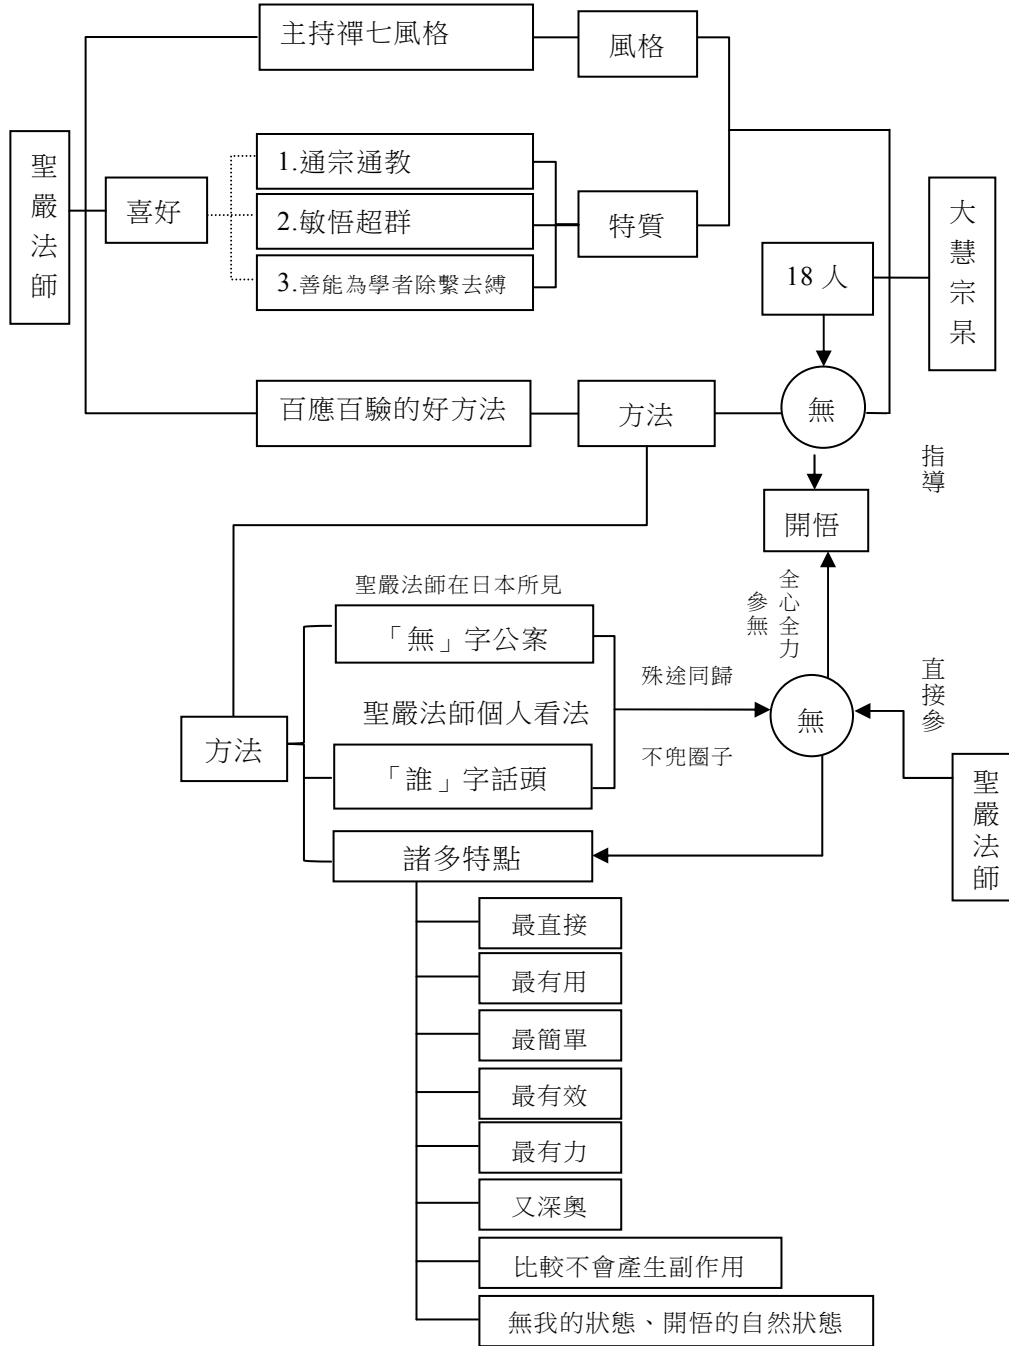 主持禪七風格
風格
聖嚴法師
喜好
1.通宗通教
2.敏悟超群
3.善能為學者除繫去縛
特質
18 人
大慧宗杲
百應百驗的好方法
方法
無
指導
開悟
全心全力
參無
聖嚴法師在日本所見
「無」字公案
殊途同歸
直接參
聖嚴法師個人看法
無
方法
不兜圈子
「誰」字話頭
聖嚴法師
諸多特點
最直接
最有用
最簡單
最有效
最有力
又深奧
比較不會產生副作用
無我的狀態、開悟的自然狀態